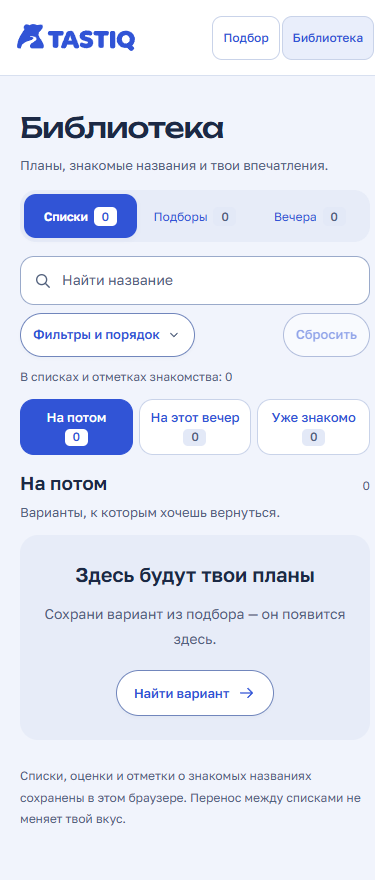 TASTIQ
Подбор
Библиотека
Библиотека
Планы, знакомые названия и твои впечатления.
Списки 0
Подборы 0
Вечера 0
Найти название
Фильтры и порядок
Сбросить
В списках и отметках знакомства: 0
На потом
0
На этот вечер
0
Уже знакомо
0
На потом
0
Варианты, к которым хочешь вернуться.
Здесь будут твои планы
Сохрани вариант из подбора — он появится
здесь.
Найти вариант
Списки, оценки и отметки о знакомых названиях
сохранены в этом браузере. Перенос между списками не
меняет твой вкус.